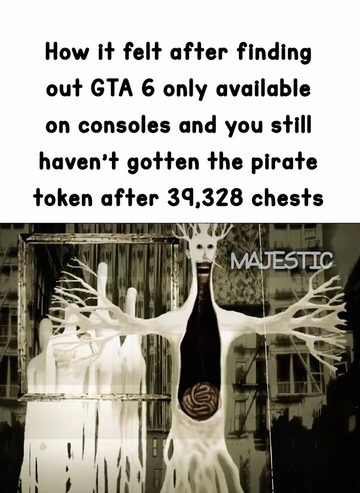 How it felt after finding
out GTA 6 only available
on consoles and you still
haven't gotten the pirate
token after 39,328 chests
MAJESTIC